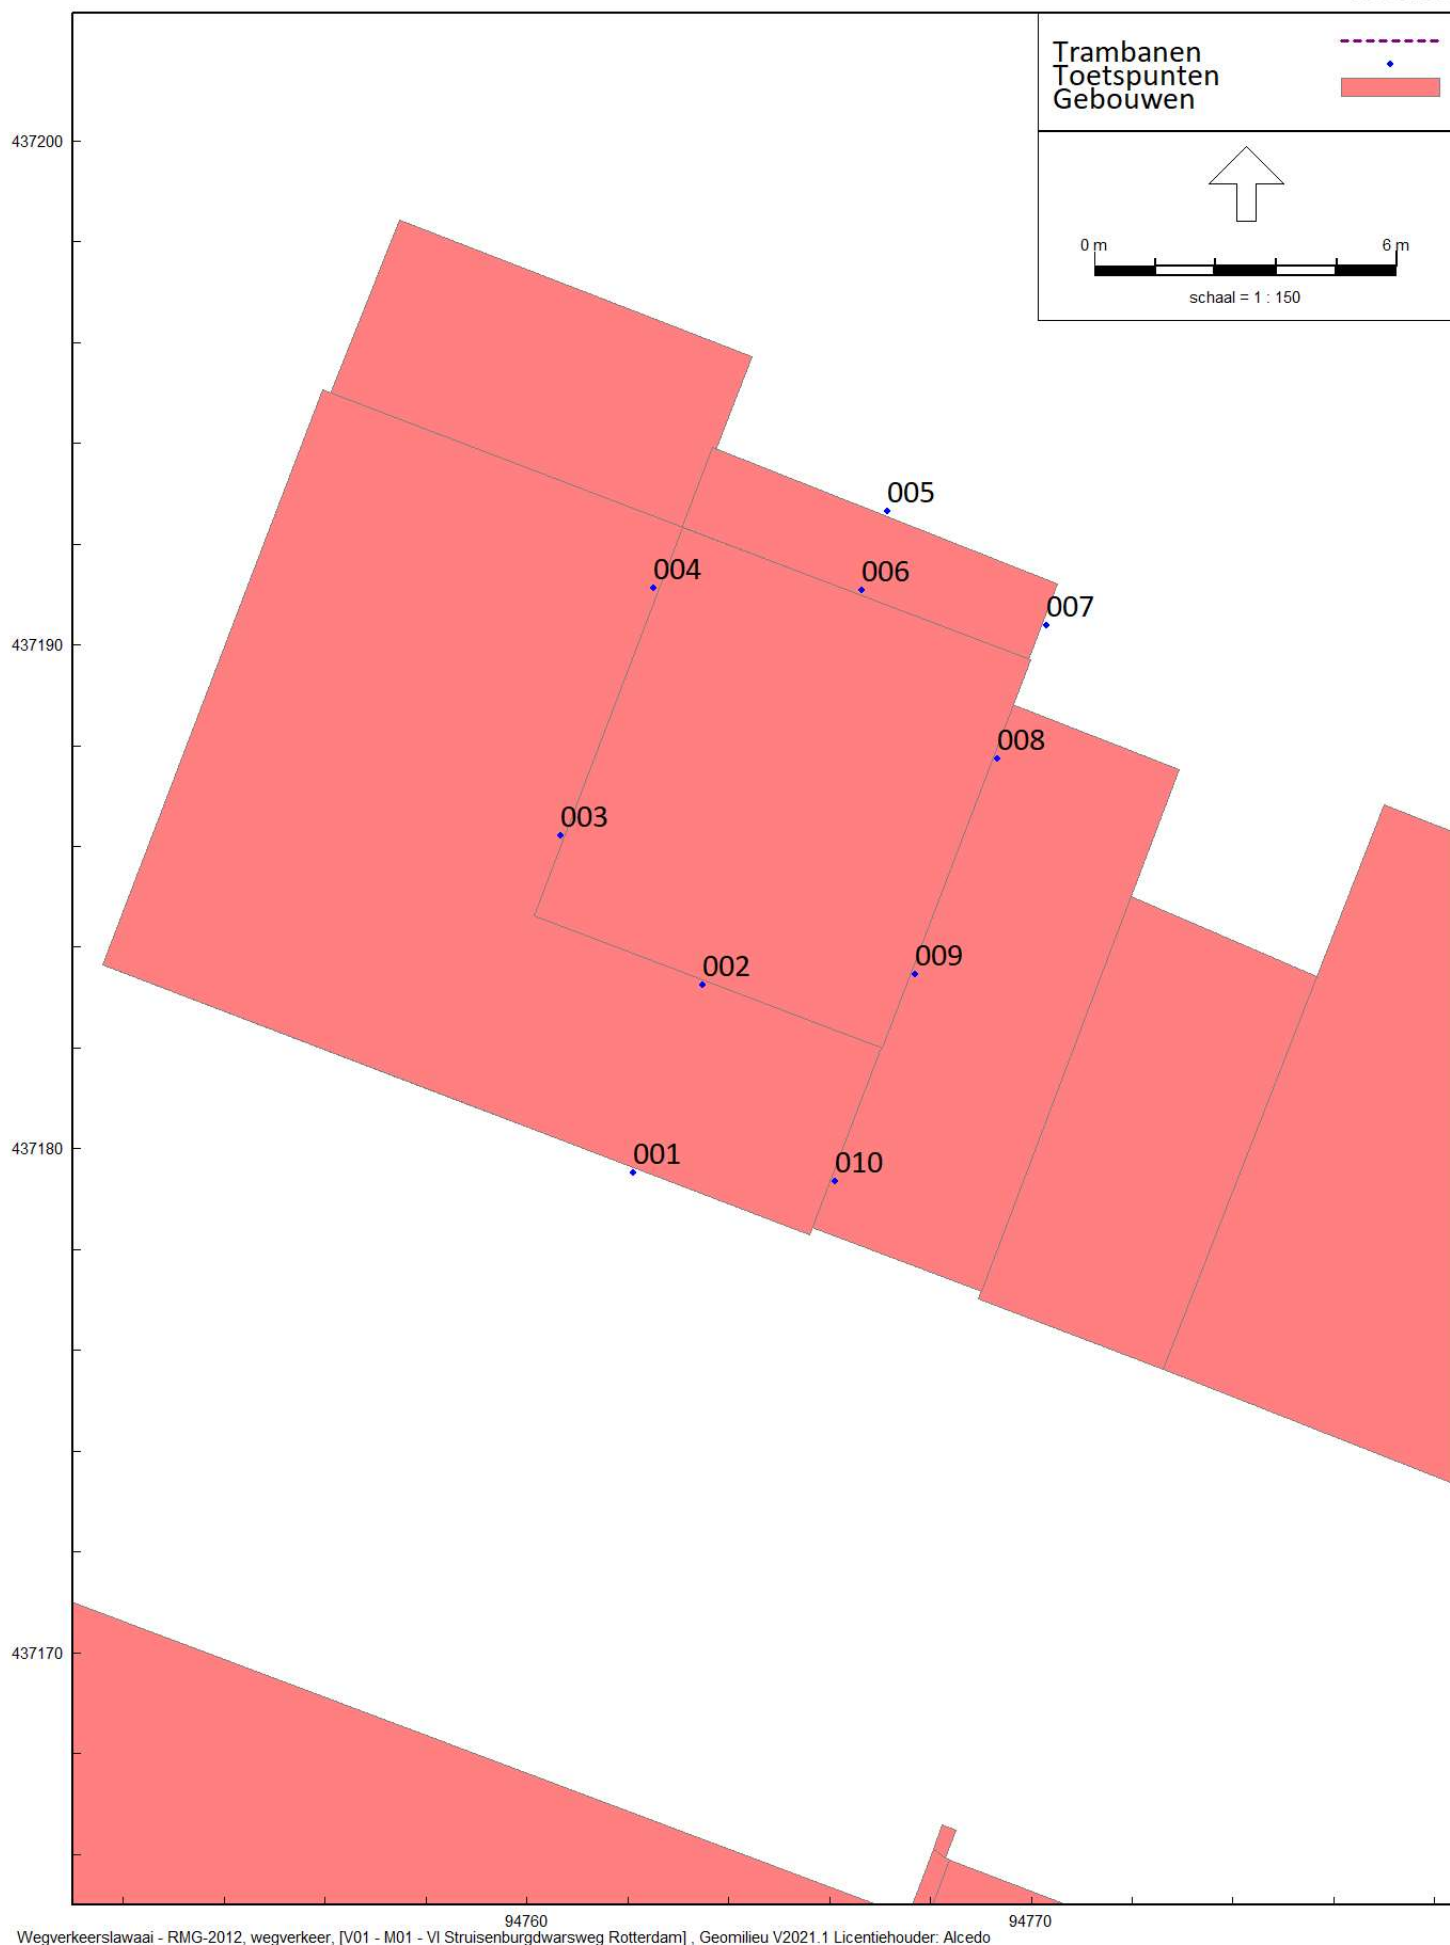 Trambanen
Toetspunten
Gebouwen
437200
0 m 6 m
schaal = 1 : 150
005
004
006
007
437190
008
003
009
002
437180
001
010
437170
94760 94770
Wegverkeerslawaai - RMG-2012, wegverkeer, [V01 - M01 - VI Struisenburgdwarsweg Rotterdam] , Geomilieu V2021.1 Licentiehouder: Alcedo